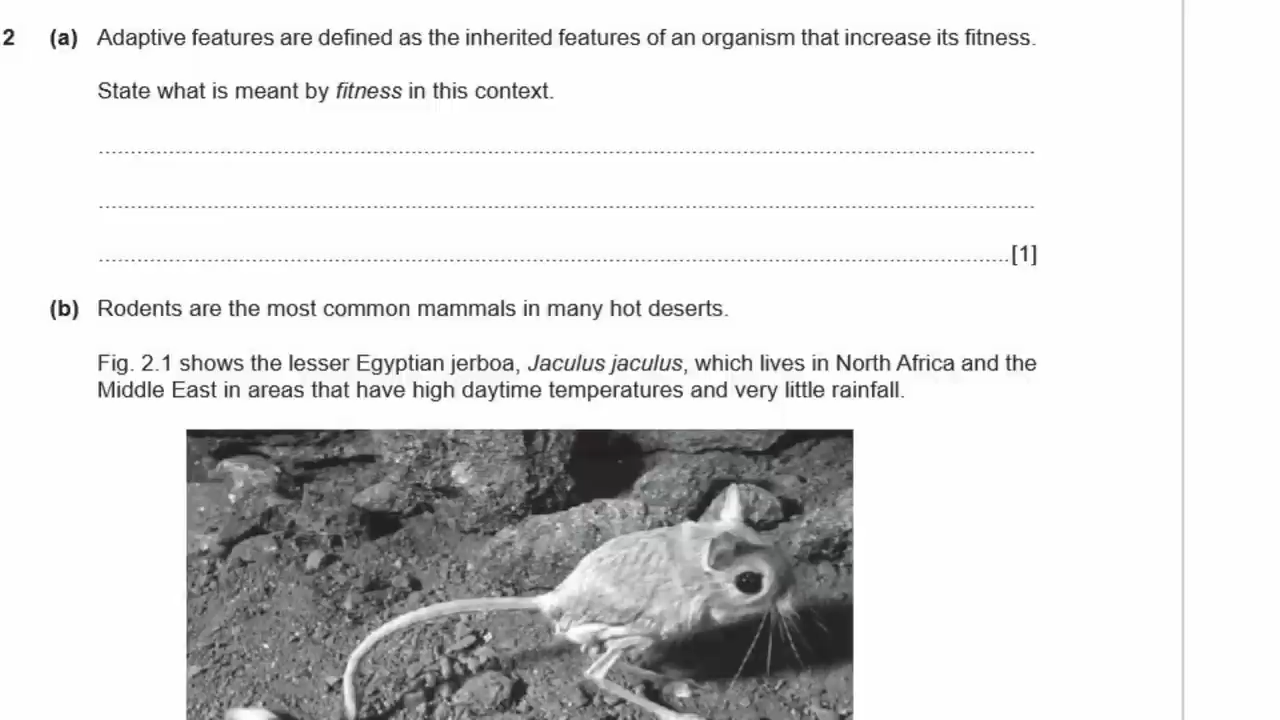 2 (a) Adaptive features are defined as the inherited features of an organism that increase its fitness.
State what is meant by fitness in this context.
[1]
(b) Rodents are the most common mammals in many hot deserts.
Fig. 2.1 shows the lesser Egyptian jerboa, Jaculus jaculus, which lives in North Africa and the
Middle East in areas that have high daytime temperatures and very little rainfall.